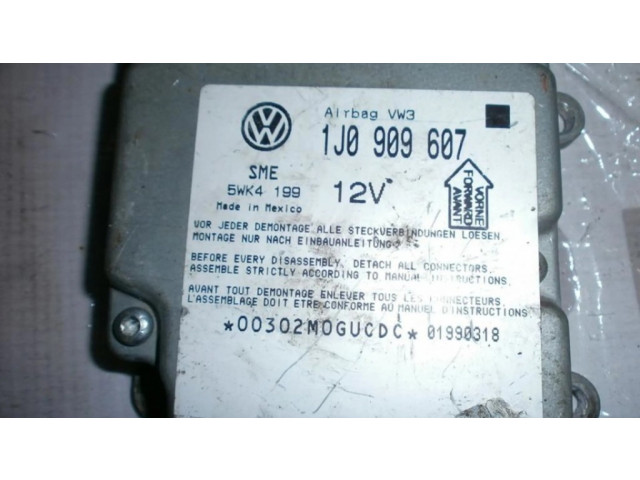 Airbag VW3
1J0 909 607
SME
5WK4 199
12V
Made in Mexico
VORNE
FORWARD
AVANT
VOR JEDER DEMONTAGE ALLE STECKVERBINDUNGEN LOESEN.
MONTAGE NUR NACH EINBAUANLEITUNG.
BEFORE EVERY DISASSEMBLY, DETACH ALL CONNECTORS.
ASSEMBLE STRICTLY ACCORDING TO MANUAL INSTRUCTIONS.
AVANT TOUT DEMONTAGE ENLEVER TOUS LES CONNECTEURS.
L'ASSEMBLAGE DOIT ETRE CONFORME AU MANUEL D'INSTRUCTIONS
*00302M0GUCDC* 01990318